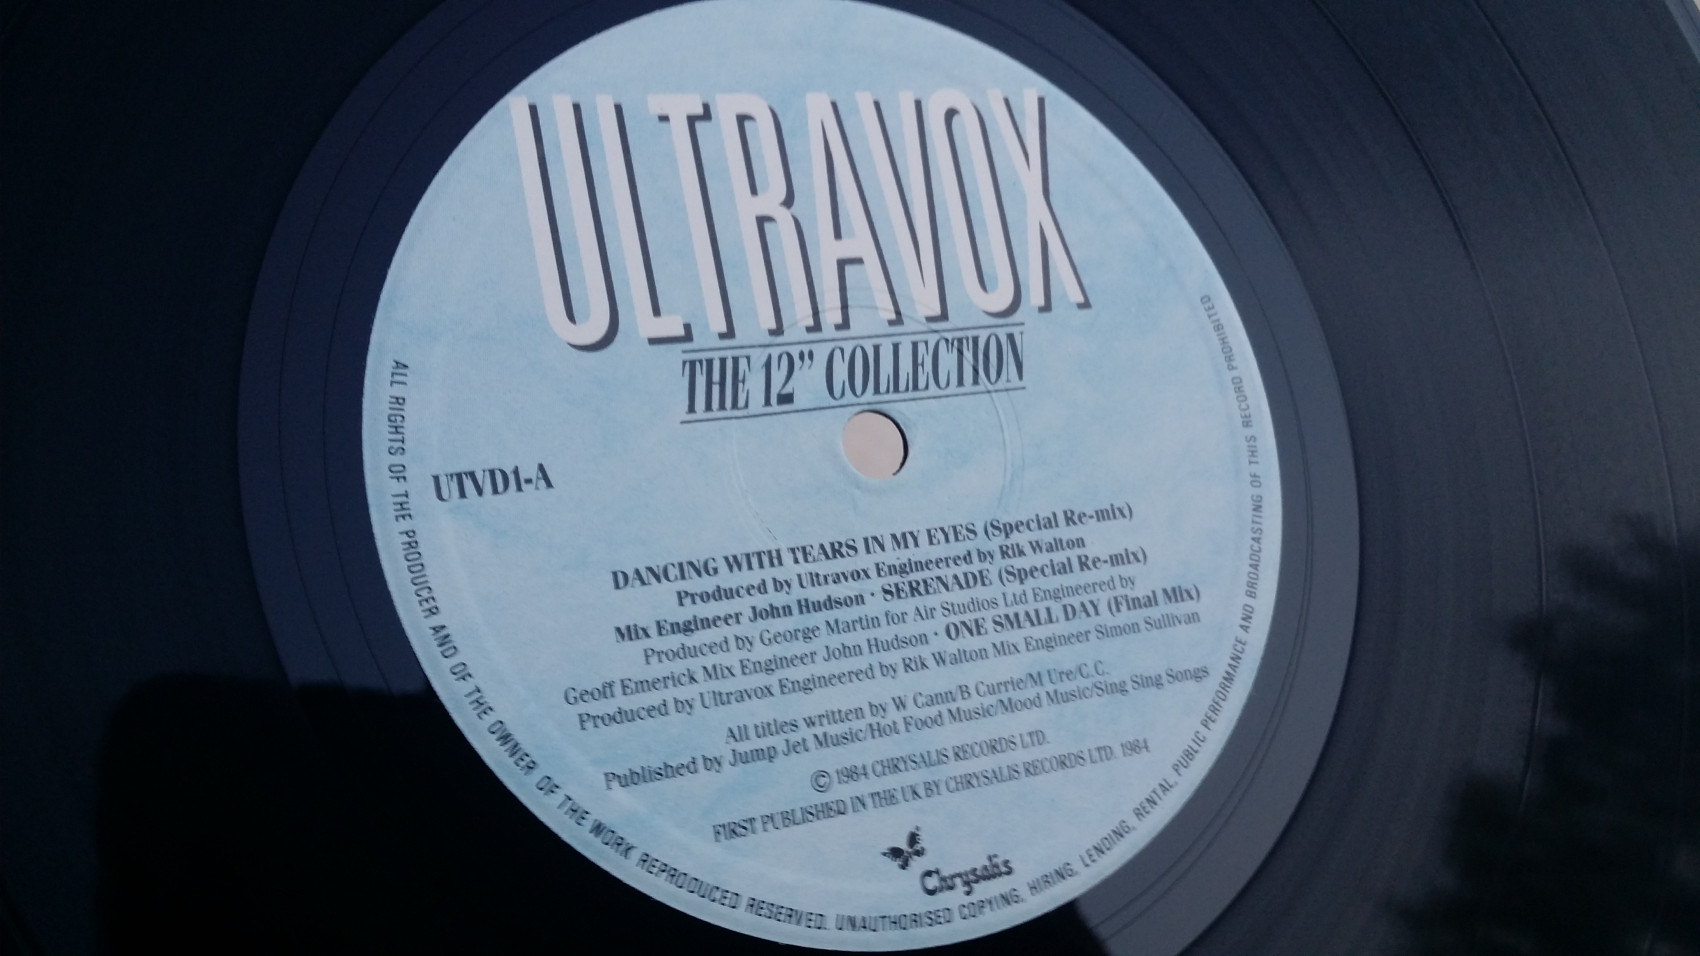 ULTRAVOX
THE 12” COLLECTION
UTVD1-A
DANCING WITH TEARS IN MY EYES (Special Re-mix)
Produced by Ultravox Engineered by Rik Walton
Mix Engineer John Hudson · SERENADE (Special Re-mix)
Produced by George Martin for Air Studios Ltd Engineered by
Geoff Emerick Mix Engineer John Hudson · ONE SMALL DAY (Final Mix)
Produced by Ultravox Engineered by Rik Walton Mix Engineer Simon Sullivan
All titles written by W Cann/B Currie/M Ure/C.C.
Published by Jump Jet Music/Hot Food Music/Mood Music/Sing Sing Songs
© 1984 CHRYSALIS RECORDS LTD.
FIRST PUBLISHED IN THE UK BY CHRYSALIS RECORDS LTD. 1984
Chrysalis
ALL RIGHTS OF THE PRODUCER AND OF THE OWNER OF THE WORK REPRODUCED RESERVED. UNAUTHORISED COPYING, HIRING, LENDING, RENTAL, PUBLIC PERFORMANCE AND BROADCASTING OF THIS RECORD PROHIBITED